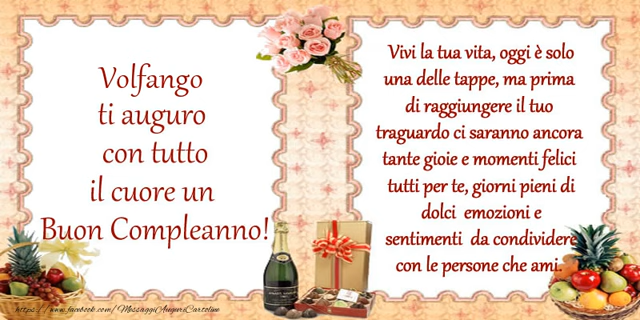 Volfango
ti auguro
con tutto
il cuore un
Buon Compleanno!
Vivi la tua vita, oggi è solo
una delle tappe, ma prima
di raggiungere il tuo
traguardo ci saranno ancora
tante gioie e momenti felici
tutti per te, giorni pieni di
dolci emozioni e
sentimenti da condividere
con le persone che ami.
https://www.facebook.com/MessaggiAuguriCartoline